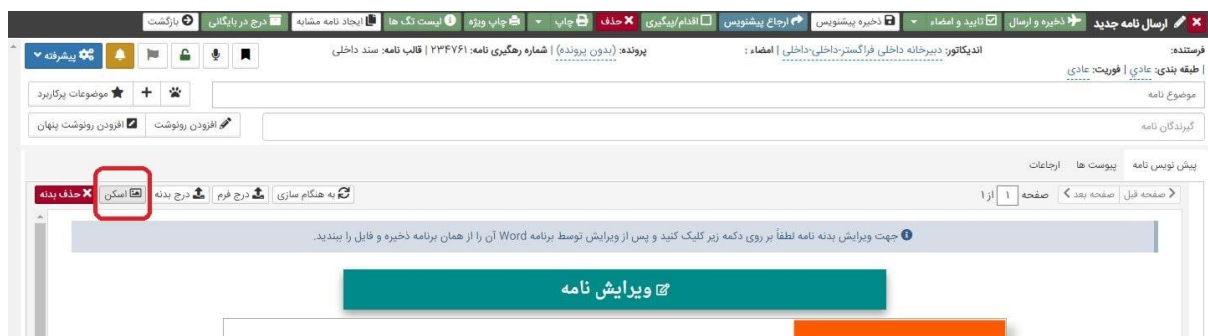 ارسال نامه جدید ذخیره و ارسال تایید و امضاء ذخیره پیشنویس ارجاع پیشنویس اقدام/پیگیری حذف چاپ چاپ ویژه لیست تگ ها ایجاد نامه مشابه درج در بایگانی بازگشت
فرستنده: اندیکاتور: دبیرخانه داخلی فراگستر-داخلی-داخلی | امضاء : پرونده: (بدون پرونده) | شماره رهگیری نامه: ۲۳۴۷۶۱ | قالب نامه: سند داخلی پیشرفته
| طبقه بندی: عادي | فوریت: عادی
موضوع نامه موضوعات پرکاربرد
گیرندگان نامه افزودن رونوشت افزودن رونوشت پنهان
پیش نویس نامه پیوست ها ارجاعات
صفحه قبل صفحه بعد صفحه ۱ از ۱ به هنگام سازی درج فرم درج بدنه اسکن حذف بدنه
جهت ویرایش بدنه نامه لطفاً بر روی دکمه زیر کلیک کنید و پس از ویرایش توسط برنامه Word آن را از همان برنامه ذخیره و فایل را ببندید.
ویرایش نامه